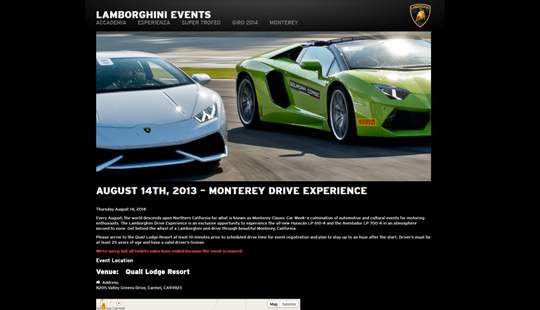 LAMBORGHINI EVENTS
ACCADEMIA ESPERIENZA SUPER TROFEO GIRO 2014 MONTEREY
AUGUST 14TH, 2013 – MONTEREY DRIVE EXPERIENCE
Thursday August 14, 2014
Every August, the world descends upon Northern California for what is known as Monterey Classic Car Week–a culmination of automotive and cultural events for motoring
enthusiasts. The Lamborghini Drive Experience is an exclusive opportunity to experience the all-new Huracán LP 610-4 and the Aventador LP 700-4 in an atmosphere
second to none. Get behind the wheel of a Lamborghini and drive through beautiful Monterey, California.
Please arrive to the Quail Lodge Resort at least 10 minutes prior to scheduled drive time for event registration and plan to stay up to an hour after the start. Driver's must be
at least 25 years of age and have a valid driver's license.
We're sorry, but all tickets sales have ended because the event is expired.
Event Location
Venue: Quail Lodge Resort
Address:
8205 Valley Greens Drive, Carmel, CA93923
Map Satellite